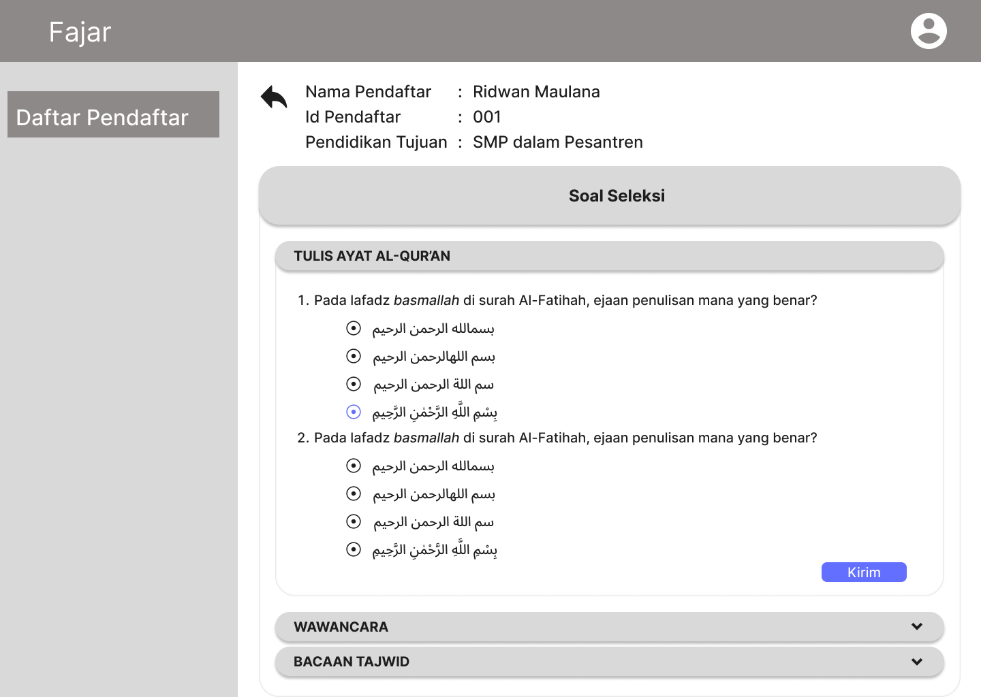 Fajar
Daftar Pendaftar
Nama Pendaftar : Ridwan Maulana
Id Pendaftar : 001
Pendidikan Tujuan : SMP dalam Pesantren
Soal Seleksi
TULIS AYAT AL-QUR'AN
1. Pada lafadz basmallah di surah Al-Fatihah, ejaan penulisan mana yang benar?
بسمالله الرحمن الرحيم
بسم اللهالرحمن الرحيم
سم اللة الرحمن الرحيم
بِسْمِ اللَّهِ الرَّحْمَٰنِ الرَّحِيمِ
2. Pada lafadz basmallah di surah Al-Fatihah, ejaan penulisan mana yang benar?
بسمالله الرحمن الرحيم
بسم اللهالرحمن الرحيم
سم اللة الرحمن الرحيم
بِسْمِ اللَّهِ الرَّحْمَٰنِ الرَّحِيمِ
Kirim
WAWANCARA
BACAAN TAJWID